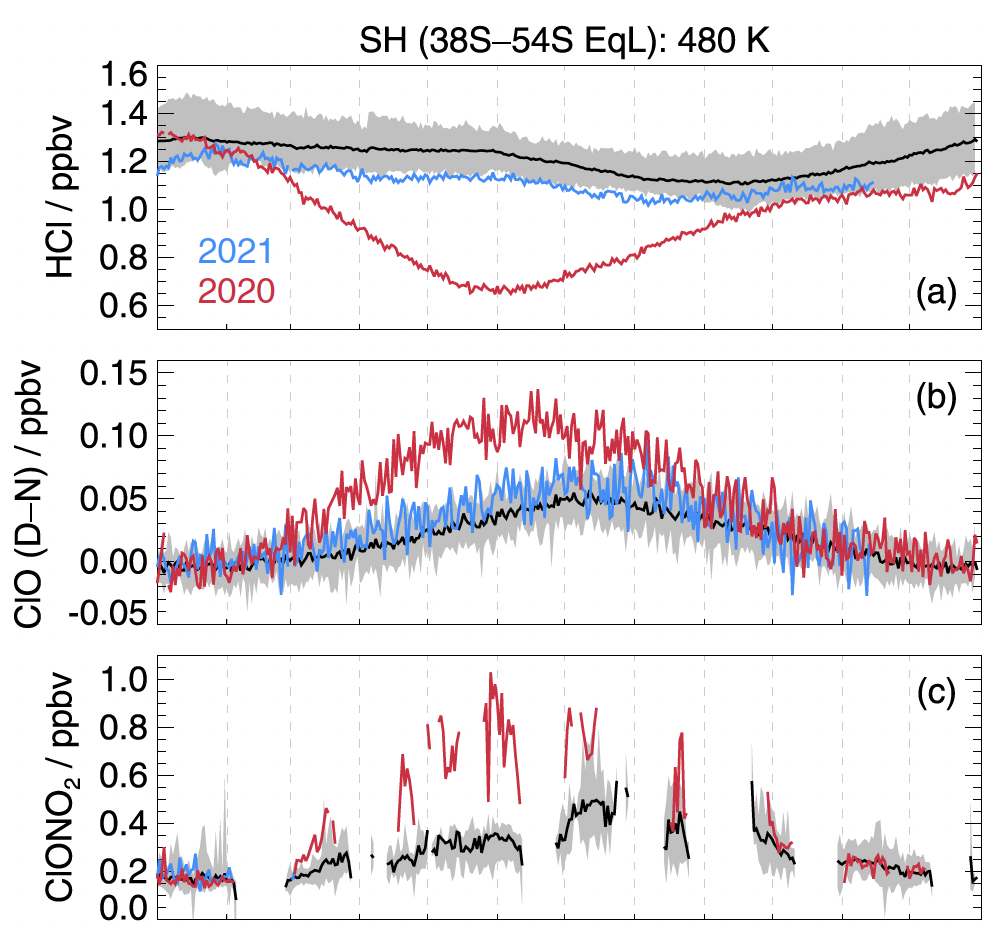 SH (38S–54S EqL): 480 K
HCl / ppbv
1.6
1.4
1.2
1.0
0.8
0.6
2021
2020
(a)
ClO (D–N) / ppbv
0.15
0.10
0.05
0.00
-0.05
(b)
ClONO₂ / ppbv
1.0
0.8
0.6
0.4
0.2
0.0
(c)